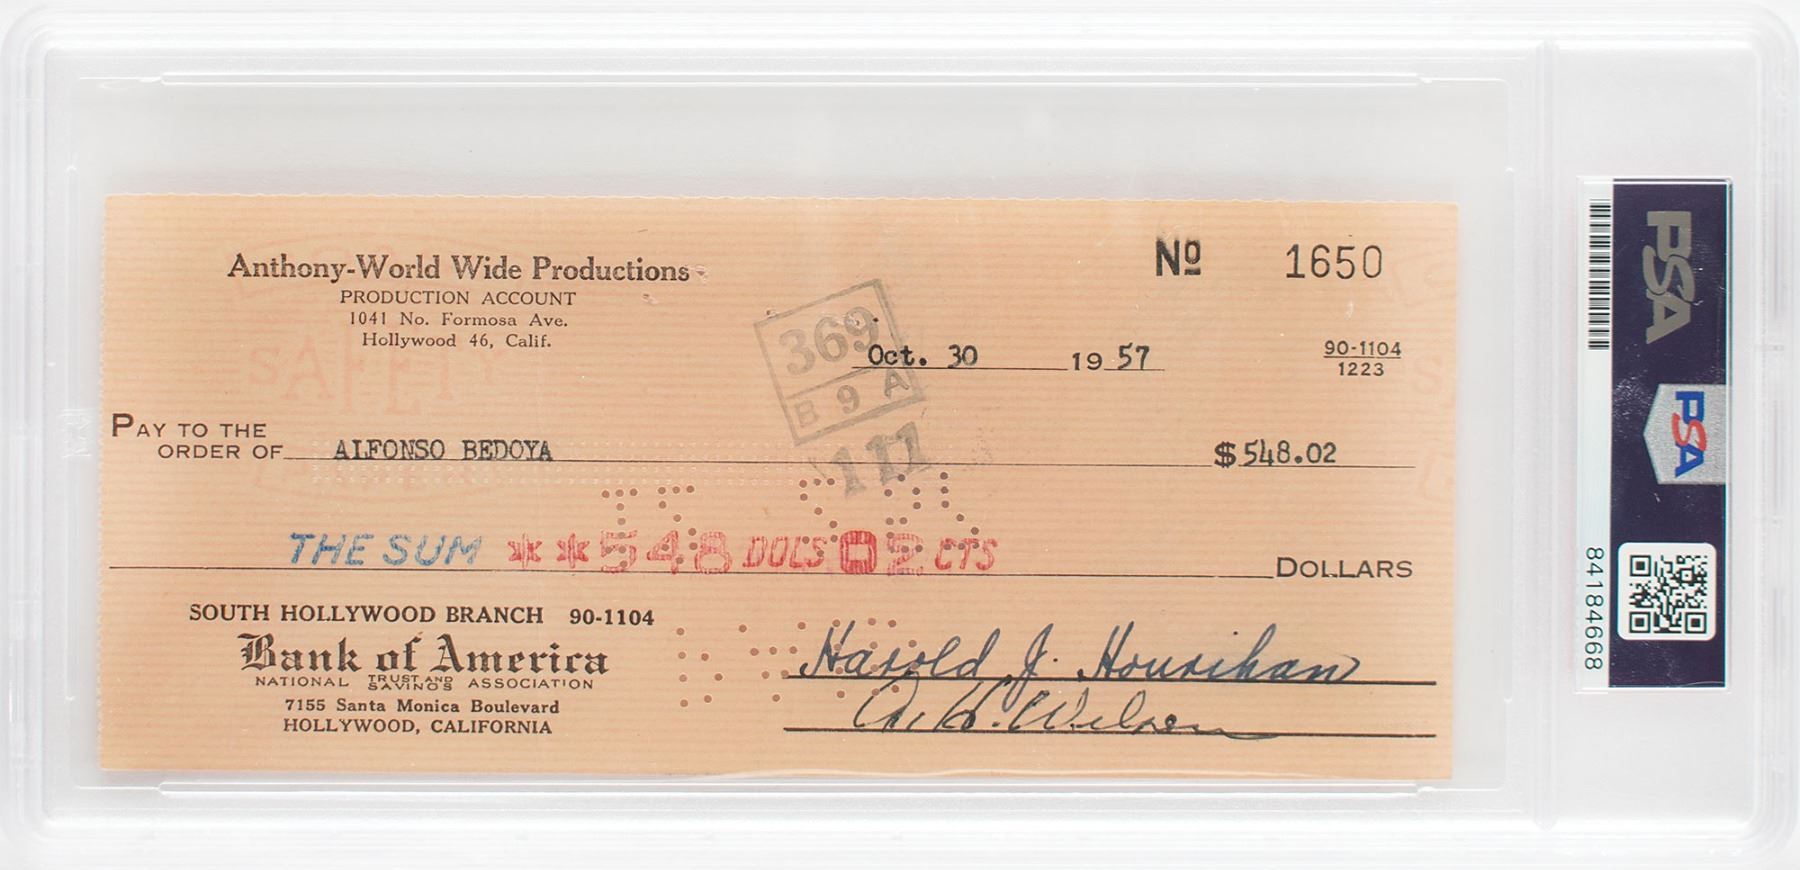 Anthony-World Wide Productions
PRODUCTION ACCOUNT
1041 No. Formosa Ave.
Hollywood 46, Calif.
SAFETY
No 1650
369
B 9 A
111
Oct. 30 1957
90-1104
1223
PAY TO THE
ORDER OF ALFONSO BEDOYA $548.02
THE SUM **548 DOLS 02 CTS DOLLARS
SOUTH HOLLYWOOD BRANCH 90-1104
Bank of America
NATIONAL TRUST AND SAVINGS ASSOCIATION
7155 Santa Monica Boulevard
HOLLYWOOD, CALIFORNIA
Harold J. Hourihan
PSA
PSA
84184668